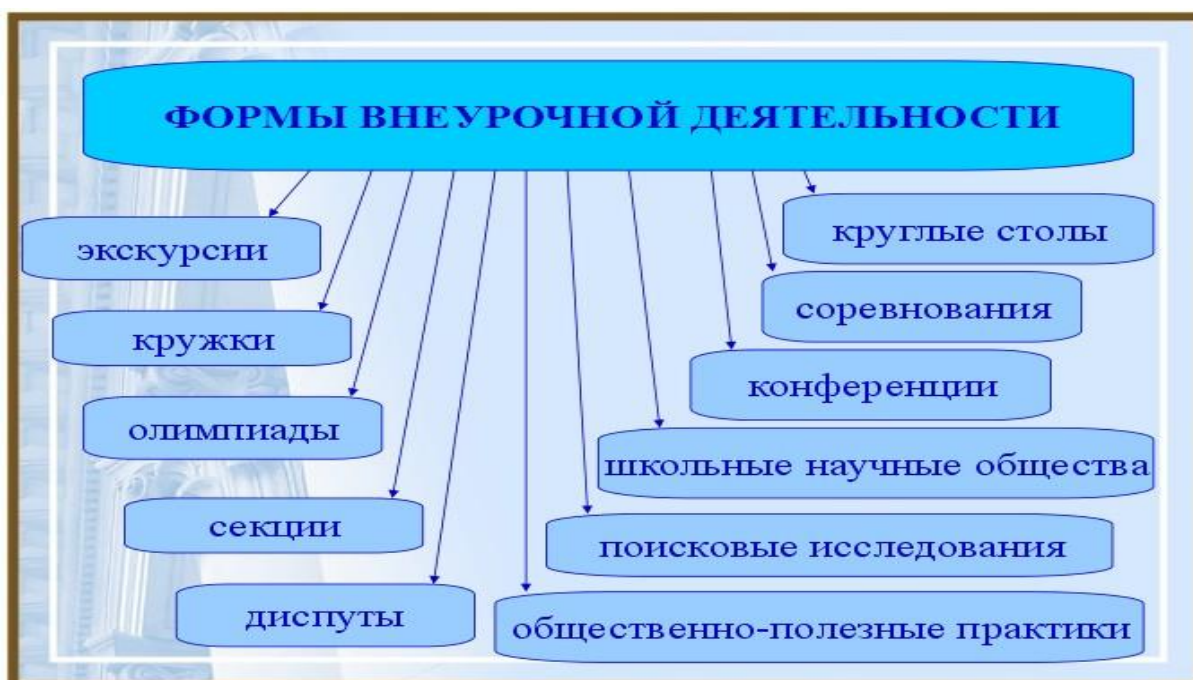 ФОРМЫ ВНЕУРОЧНОЙ ДЕЯТЕЛЬНОСТИ
экскурсии
кружки
олимпиады
секции
диспуты
круглые столы
соревнования
конференции
школьные научные общества
поисковые исследования
общественно-полезные практики